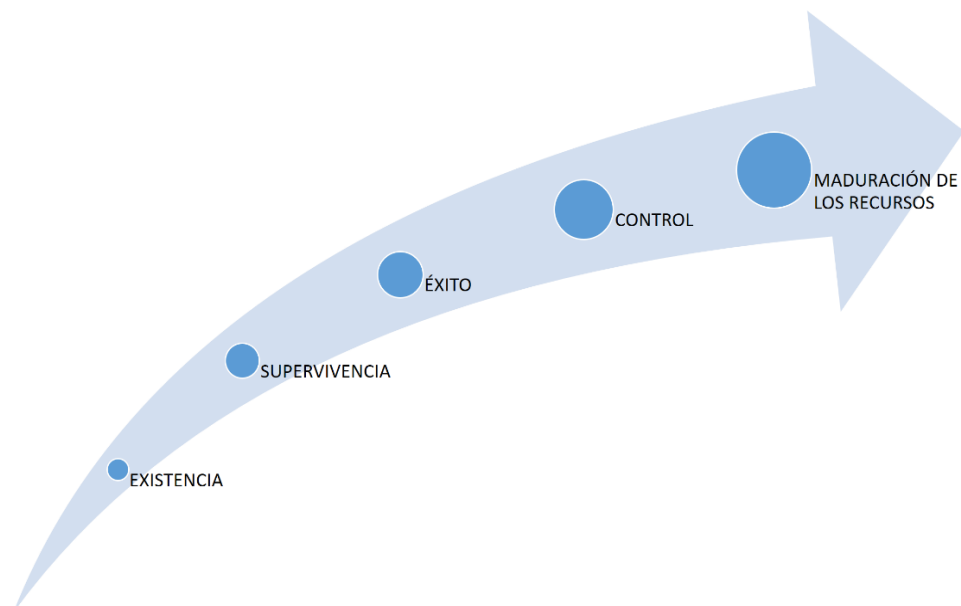 MADURACIÓN DE
LOS RECURSOS
CONTROL
ÉXITO
SUPERVIVENCIA
EXISTENCIA